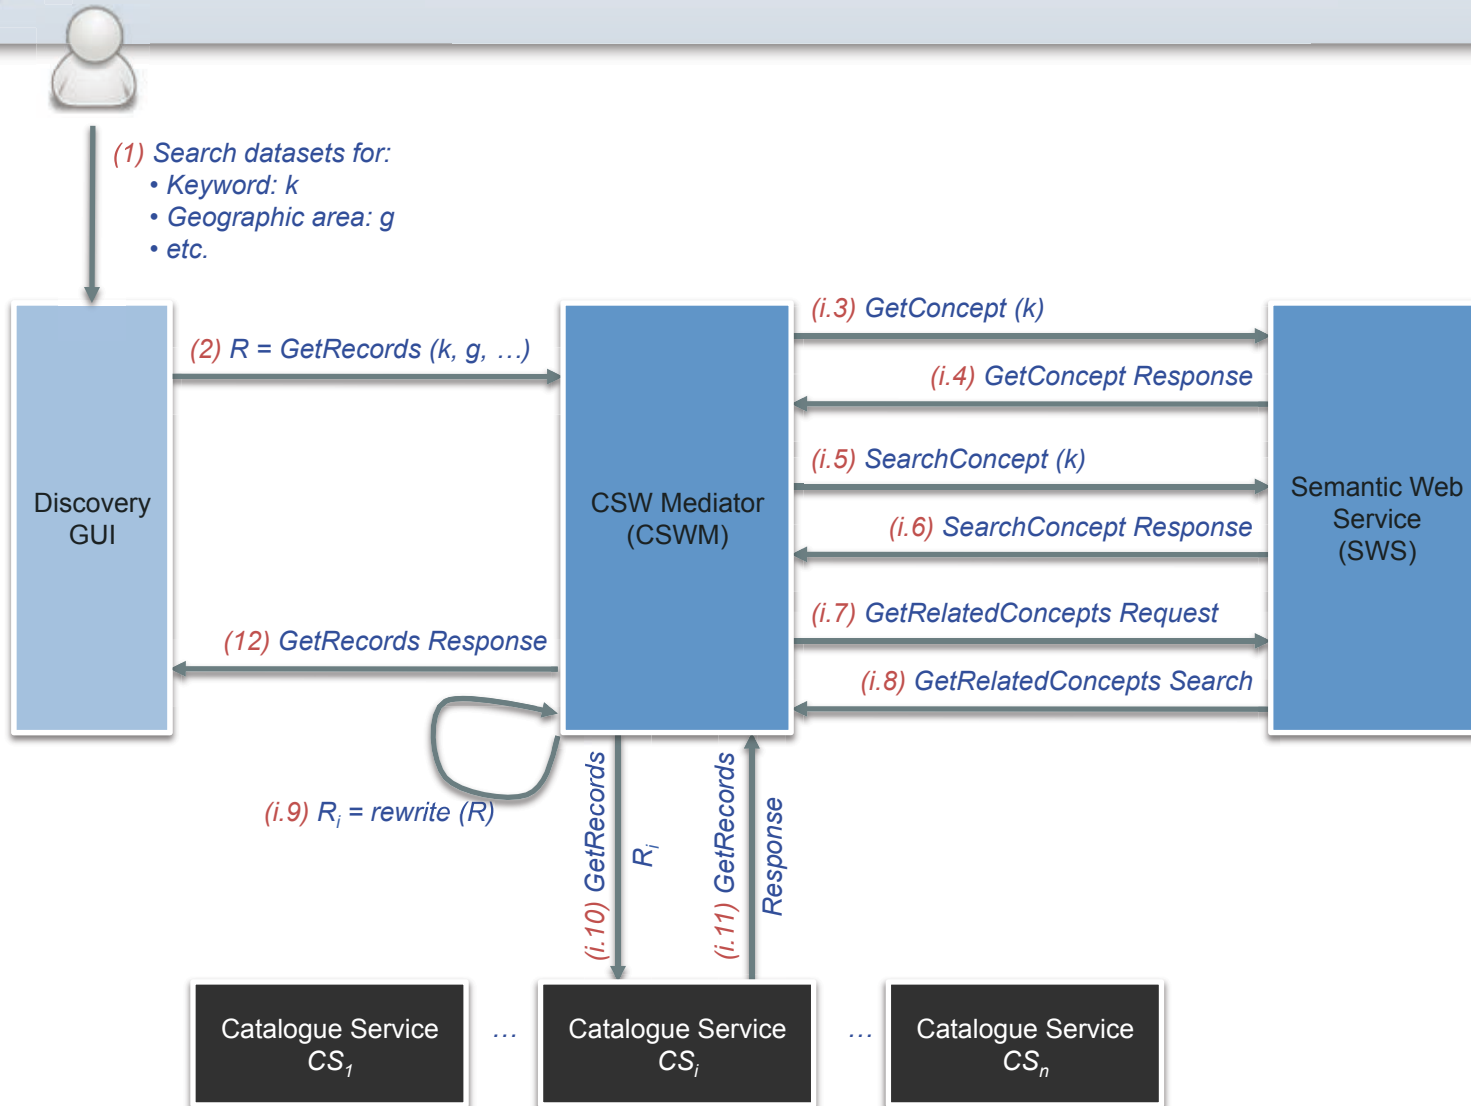 (1) Search datasets for:
• Keyword: k
• Geographic area: g
• etc.
Discovery
GUI
(2) R = GetRecords (k, g, …)
(12) GetRecords Response
(i.9) Rᵢ = rewrite (R)
CSW Mediator
(CSWM)
(i.3) GetConcept (k)
(i.4) GetConcept Response
(i.5) SearchConcept (k)
(i.6) SearchConcept Response
(i.7) GetRelatedConcepts Request
(i.8) GetRelatedConcepts Search
Semantic Web
Service
(SWS)
(i.10) GetRecords
Rᵢ
(i.11) GetRecords
Response
Catalogue Service
CS₁
…
Catalogue Service
CSᵢ
…
Catalogue Service
CSₙ